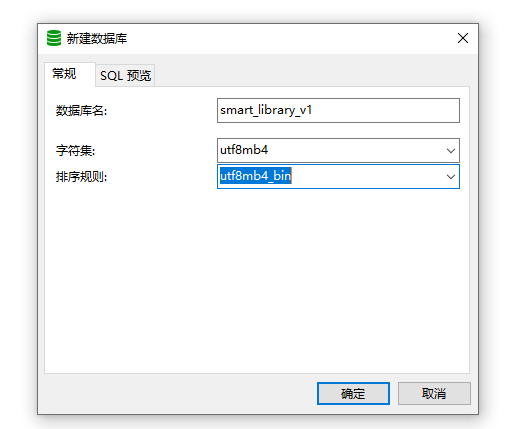 新建数据库
常规
SQL 预览
数据库名: smart_library_v1
字符集: utf8mb4
排序规则: utf8mb4_bin
确定 取消